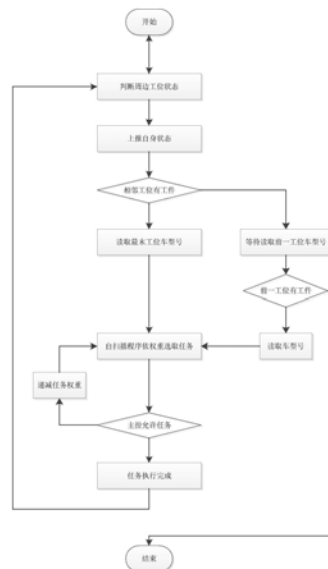 开始
判断周边工位状态
上报自身状态
相邻工位有工件
读取最末工位车型号
等待读取前一工位车型号
前一工位有工件
自扫描程序依权重选取任务
读取车型号
递减任务权重
主控允许任务
任务执行完成
结束